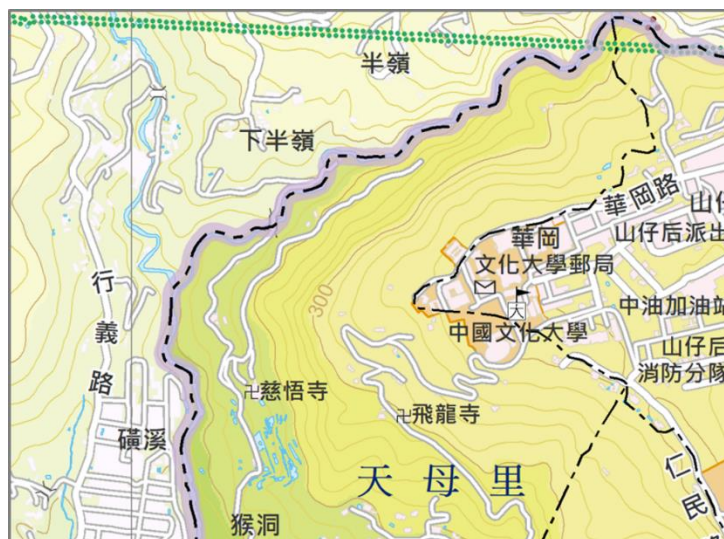 半嶺
下半嶺
華岡路
山仔
山仔后派出
華岡
文化大學郵局
大
中國文化大學
中油加油站
山仔后
消防分隊
300
行義路
慈悟寺
飛龍寺
磺溪
天母里
仁民
猴洞